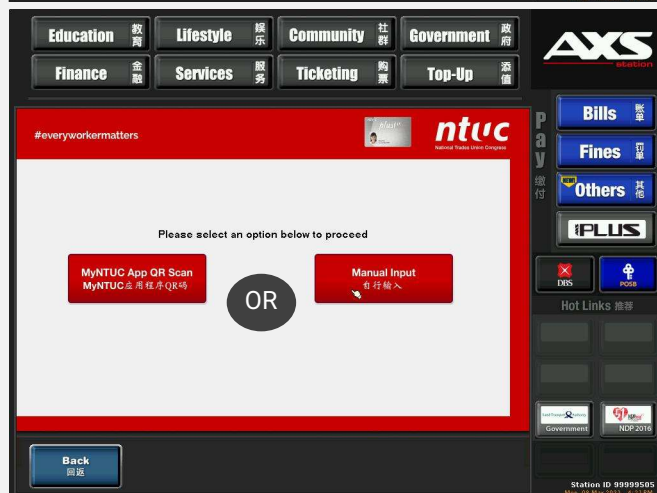 Education 教育
Lifestyle 娱乐
Community 社群
Government 政府
Finance 金融
Services 服务
Ticketing 购票
Top-Up 添值
AXS
station
#everyworkermatters
ntuc
National Trades Union Congress
Please select an option below to proceed
MyNTUC App QR Scan
MyNTUC应用程序QR码
OR
Manual Input
自行输入
Back
回返
Pay
缴付
Bills 账单
Fines 罚单
Others 其他
PLUS
DBS
POSB
Hot Links 推荐
Government
NDP 2016
Station ID 99999505